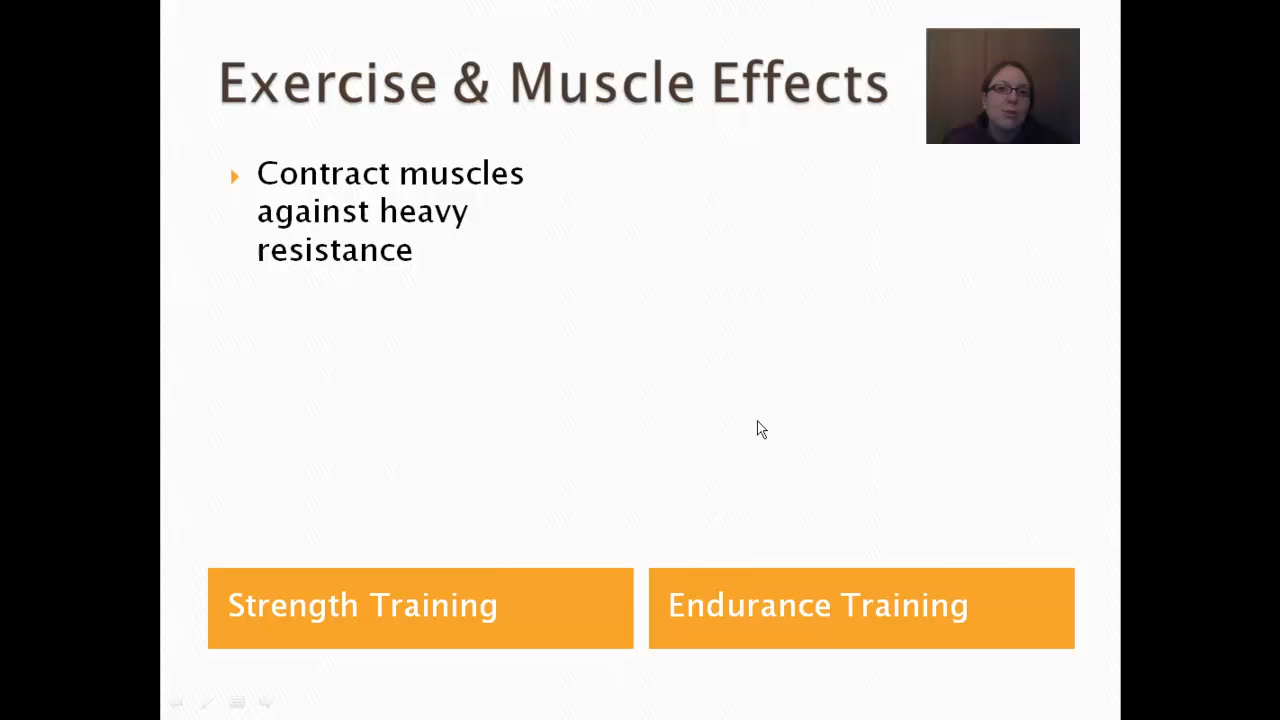 Exercise & Muscle Effects
Contract muscles
against heavy
resistance
Strength Training
Endurance Training